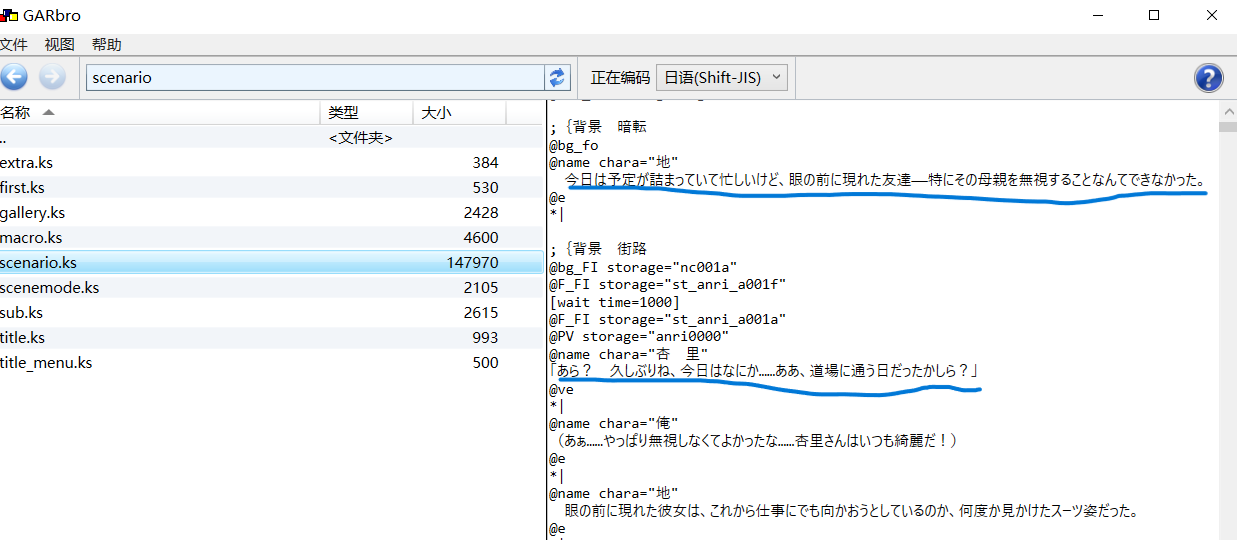 GARbro
文件 视图 帮助
scenario
正在编码 日语(Shift-JIS)
名称 类型 大小
.. <文件夹>
extra.ks 384
first.ks 530
gallery.ks 2428
macro.ks 4600
scenario.ks 147970
scenemode.ks 2105
sub.ks 2615
title.ks 993
title_menu.ks 500
; {背景　暗転
@bg_fo
@name chara="地"
今日は予定が詰まっていて忙しいけど、眼の前に現れた友達――特にその母親を無視することなんてできなかった。
@e
*|
; {背景　街路
@bg_FI storage="nc001a"
@F_FI storage="st_anri_a001f"
[wait time=1000]
@F_FI storage="st_anri_a001a"
@PV storage="anri0000"
@name chara="杏　里"
「あら？　久しぶりね、今日はなにか……ああ、道場に通う日だったかしら？」
@ve
*|
@name chara="俺"
（あぁ……やっぱり無視しなくてよかったな……杏里さんはいつも綺麗だ！）
@e
*|
@name chara="地"
眼の前に現れた彼女は、これから仕事にでも向かおうとしているのか、何度か見かけたスーツ姿だった。
@e